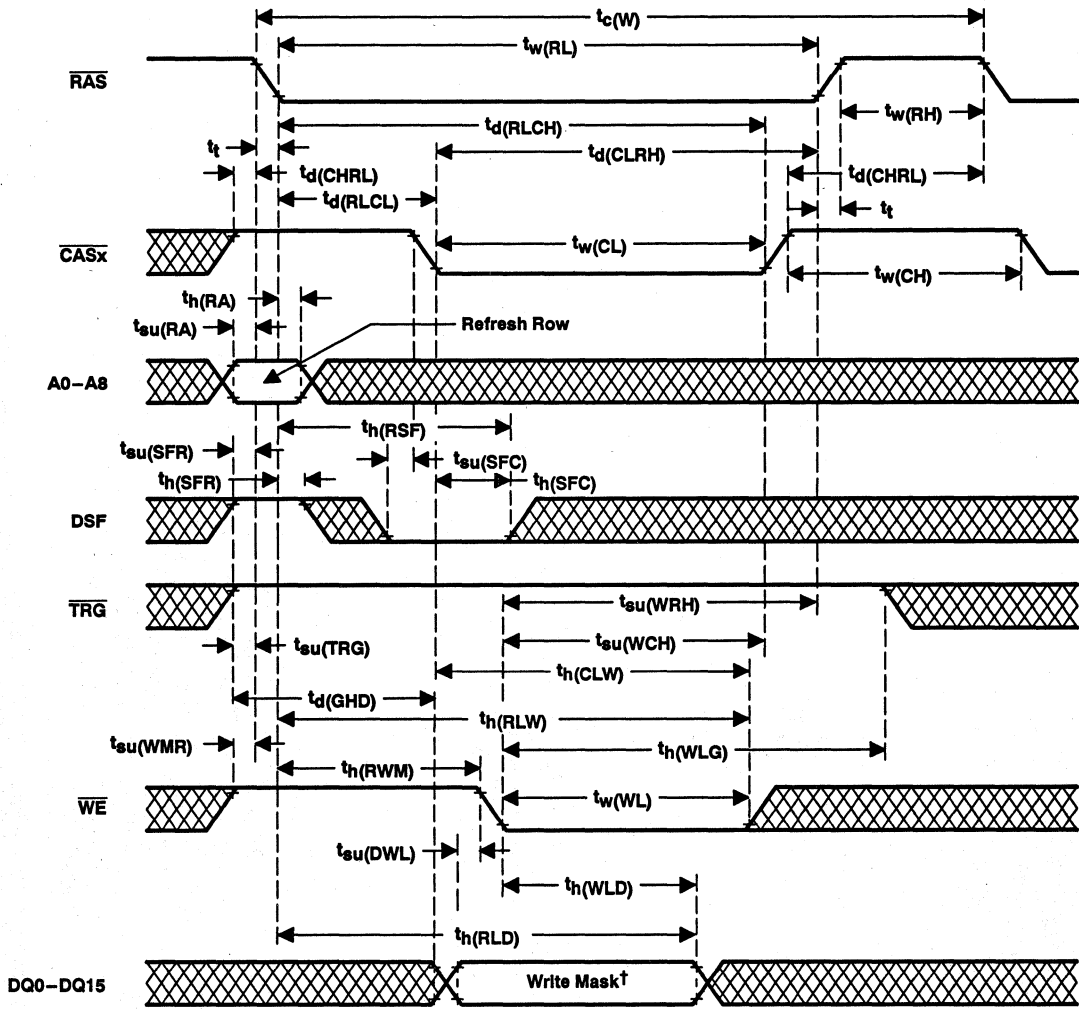 tc(W)
tw(RL)
RAS
tw(RH)
td(RLCH)
tt
td(CLRH)
td(CHRL)
td(CHRL)
td(RLCL)
tt
CASx
tw(CL)
tw(CH)
th(RA)
tsu(RA)
Refresh Row
A0–A8
th(RSF)
tsu(SFR)
tsu(SFC)
th(SFR)
th(SFC)
DSF
TRG
tsu(WRH)
tsu(TRG)
tsu(WCH)
th(CLW)
td(GHD)
th(RLW)
tsu(WMR)
th(WLG)
th(RWM)
WE
tw(WL)
tsu(DWL)
th(WLD)
th(RLD)
DQ0–DQ15
Write Mask†